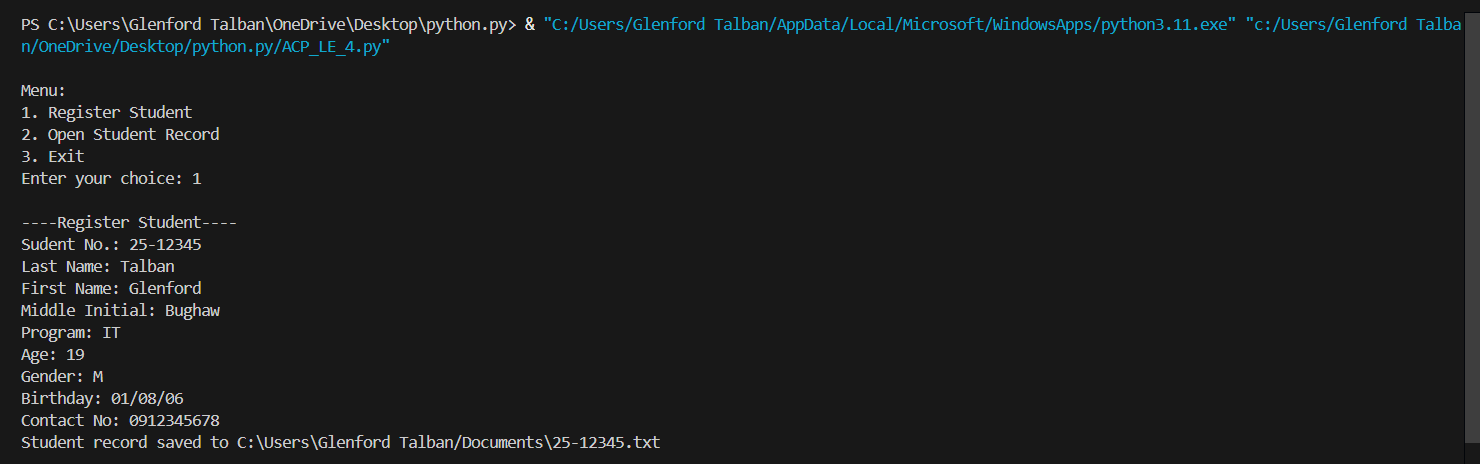 PS C:\Users\Glenford Talban\OneDrive\Desktop\python.py> & "C:/Users/Glenford Talban/AppData/Local/Microsoft/WindowsApps/python3.11.exe" "c:/Users/Glenford Talba
n/OneDrive/Desktop/python.py/ACP_LE_4.py"
Menu:
1. Register Student
2. Open Student Record
3. Exit
Enter your choice: 1
----Register Student----
Sudent No.: 25-12345
Last Name: Talban
First Name: Glenford
Middle Initial: Bughaw
Program: IT
Age: 19
Gender: M
Birthday: 01/08/06
Contact No: 0912345678
Student record saved to C:\Users\Glenford Talban/Documents\25-12345.txt